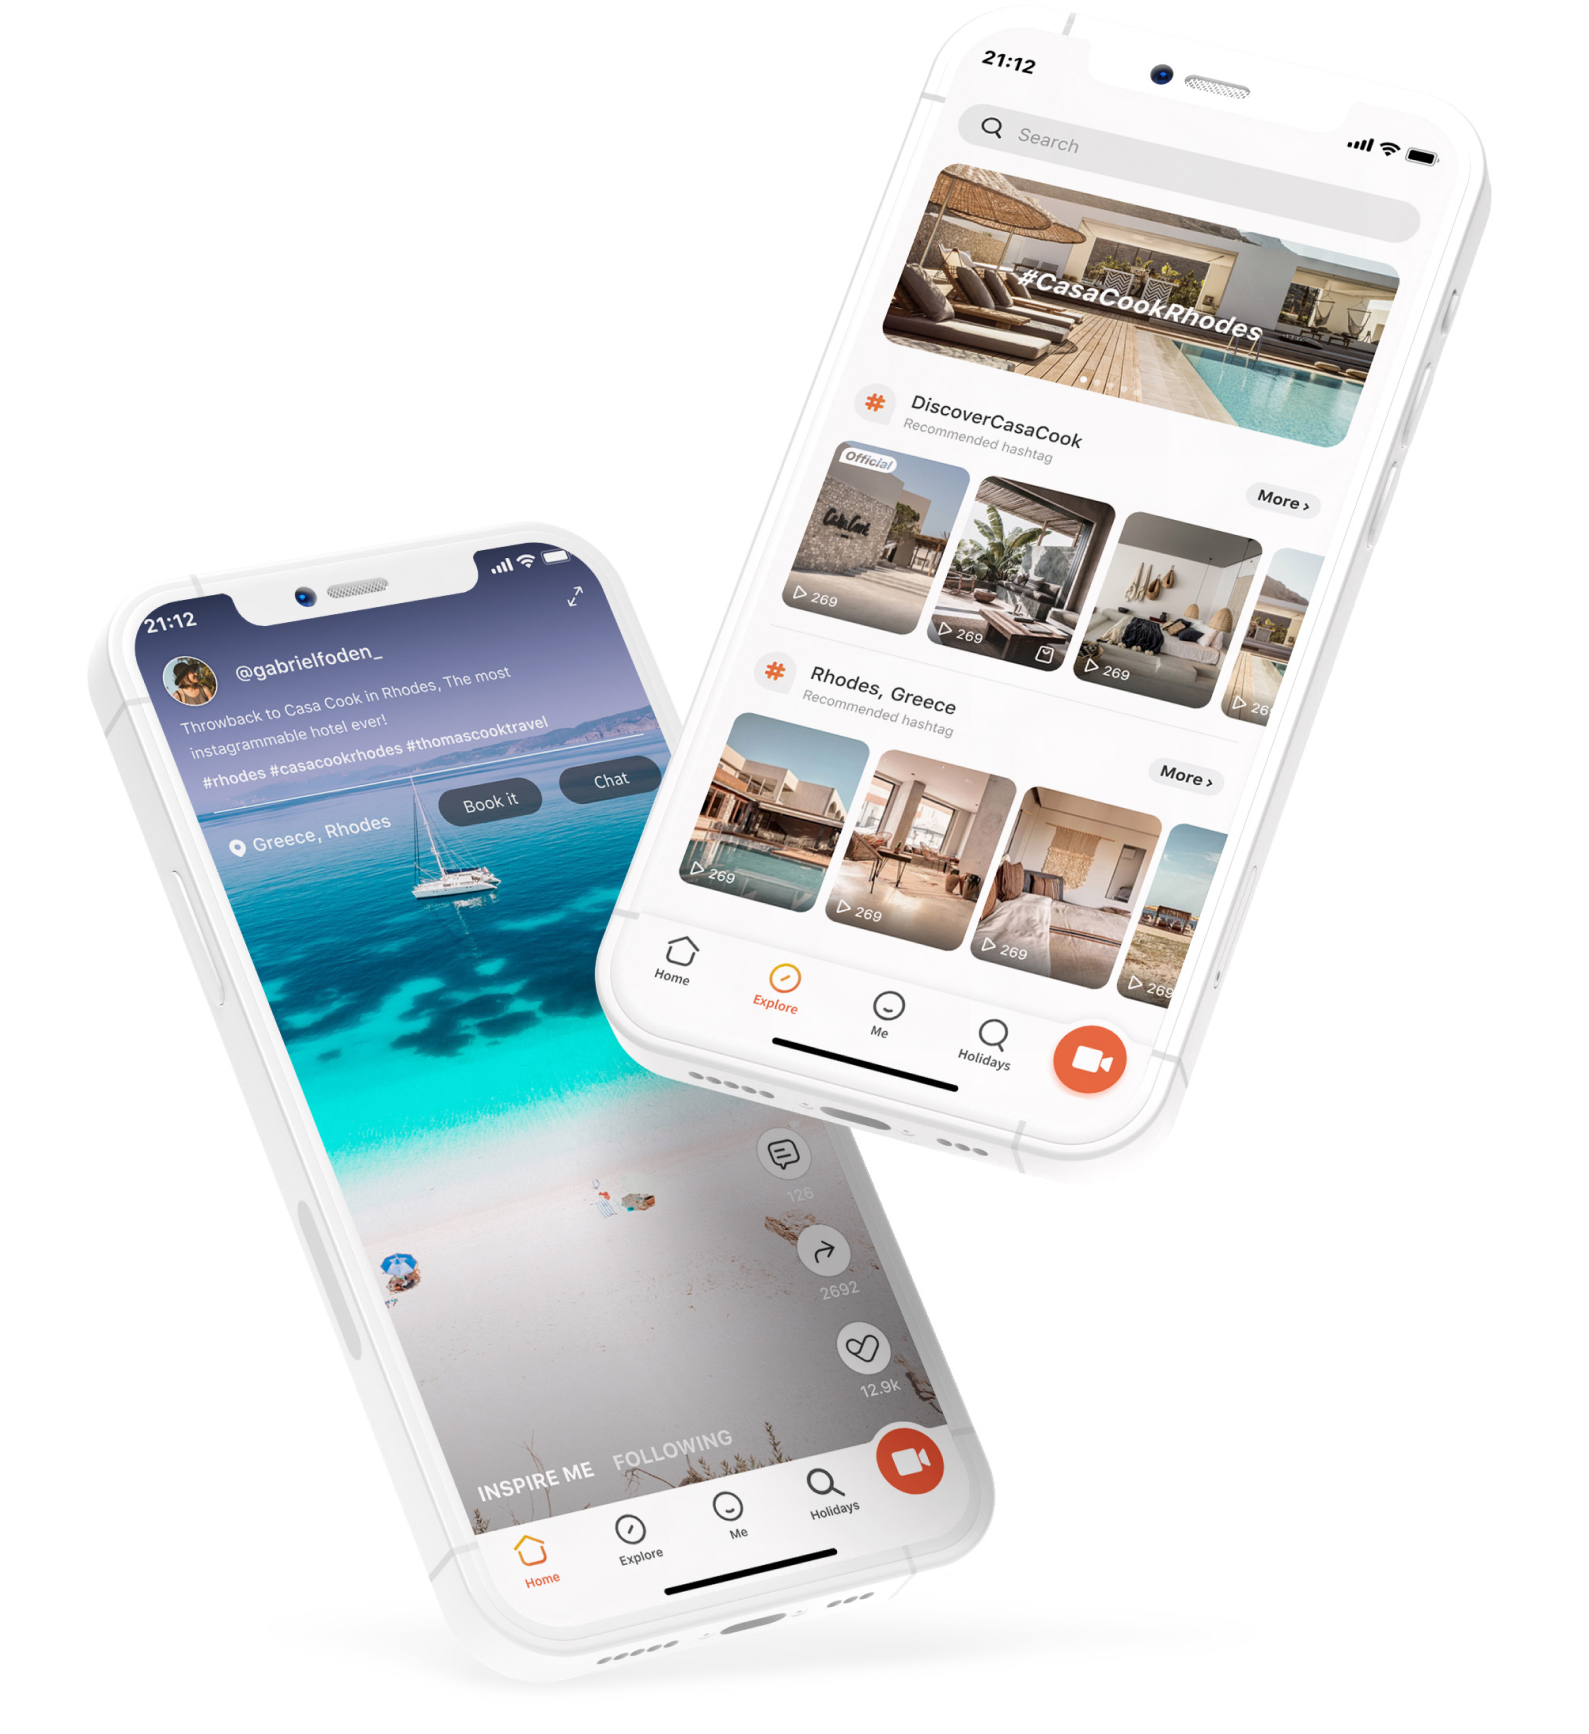 21:12
Search
#CasaCookRhodes
DiscoverCasaCook
Recommended hashtag
More ›
Official
Casa Cook
269
269
269
26
Rhodes, Greece
Recommended hashtag
More ›
269
269
269
269
Home
Explore
Me
Holidays
21:12
@gabrielfoden_
Throwback to Casa Cook in Rhodes, The most
instagrammable hotel ever!
#rhodes #casacookrhodes #thomascooktravel
Book it
Chat
Greece, Rhodes
126
2692
12.9k
INSPIRE ME
FOLLOWING
Home
Explore
Me
Holidays